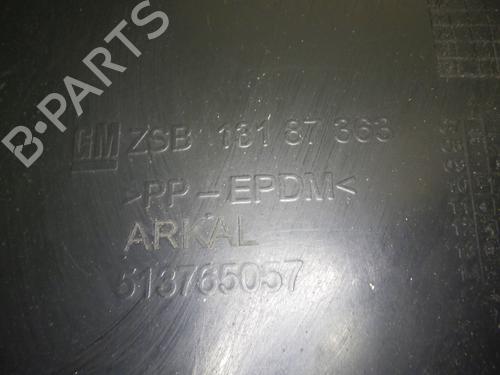 B-PARTS
GM ZSB 131 87 363
>PP-EPDM<
ARKAL
513765057